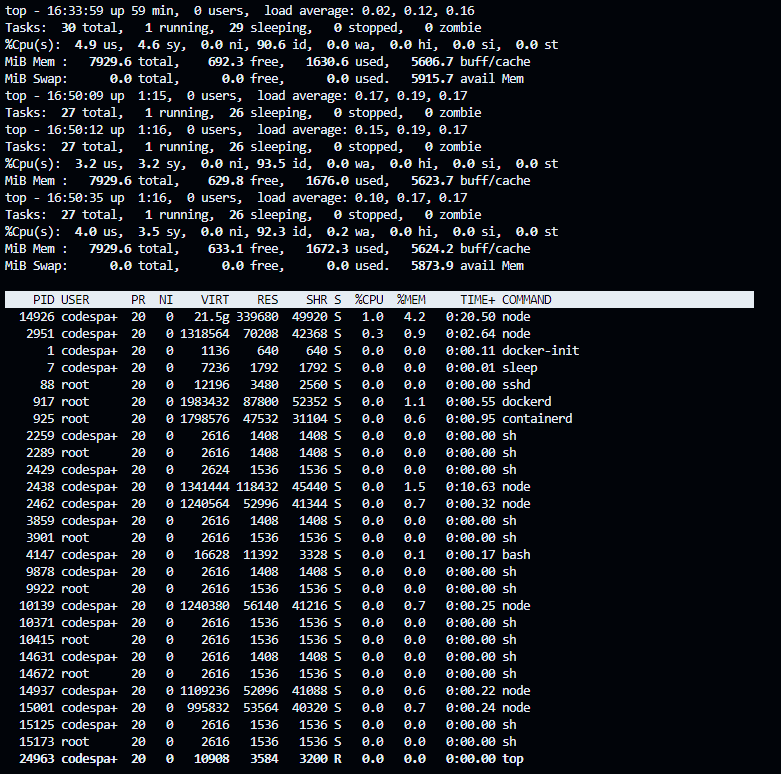 top - 16:33:59 up 59 min,  0 users,  load average: 0.02, 0.12, 0.16
Tasks:  30 total,   1 running,  29 sleeping,   0 stopped,   0 zombie
%Cpu(s):  4.9 us,  4.6 sy,  0.0 ni, 90.6 id,  0.0 wa,  0.0 hi,  0.0 si,  0.0 st
MiB Mem :   7929.6 total,    692.3 free,   1630.6 used,   5606.7 buff/cache
MiB Swap:      0.0 total,      0.0 free,      0.0 used.   5915.7 avail Mem
top - 16:50:09 up  1:15,  0 users,  load average: 0.17, 0.19, 0.17
Tasks:  27 total,   1 running,  26 sleeping,   0 stopped,   0 zombie
top - 16:50:12 up  1:16,  0 users,  load average: 0.15, 0.19, 0.17
Tasks:  27 total,   1 running,  26 sleeping,   0 stopped,   0 zombie
%Cpu(s):  3.2 us,  3.2 sy,  0.0 ni, 93.5 id,  0.0 wa,  0.0 hi,  0.0 si,  0.0 st
MiB Mem :   7929.6 total,    629.8 free,   1676.0 used,   5623.7 buff/cache
top - 16:50:35 up  1:16,  0 users,  load average: 0.10, 0.17, 0.17
Tasks:  27 total,   1 running,  26 sleeping,   0 stopped,   0 zombie
%Cpu(s):  4.0 us,  3.5 sy,  0.0 ni, 92.3 id,  0.2 wa,  0.0 hi,  0.0 si,  0.0 st
MiB Mem :   7929.6 total,    633.1 free,   1672.3 used,   5624.2 buff/cache
MiB Swap:      0.0 total,      0.0 free,      0.0 used.   5873.9 avail Mem
PID USER      PR  NI    VIRT    RES    SHR S  %CPU  %MEM     TIME+ COMMAND
14926 codespa+  20   0   21.5g 339680  49920 S   1.0   4.2   0:20.50 node
2951 codespa+  20   0 1318564  70208  42368 S   0.3   0.9   0:02.64 node
1 codespa+  20   0    1136    640    640 S   0.0   0.0   0:00.11 docker-init
7 codespa+  20   0    7236   1792   1792 S   0.0   0.0   0:00.01 sleep
88 root      20   0   12196   3480   2560 S   0.0   0.0   0:00.00 sshd
917 root      20   0 1983432  87800  52352 S   0.0   1.1   0:00.55 dockerd
925 root      20   0 1798576  47532  31104 S   0.0   0.6   0:00.95 containerd
2259 codespa+  20   0    2616   1408   1408 S   0.0   0.0   0:00.00 sh
2289 root      20   0    2616   1408   1408 S   0.0   0.0   0:00.00 sh
2429 codespa+  20   0    2624   1536   1536 S   0.0   0.0   0:00.00 sh
2438 codespa+  20   0 1341444 118432  45440 S   0.0   1.5   0:10.63 node
2462 codespa+  20   0 1240564  52996  41344 S   0.0   0.7   0:00.32 node
3859 codespa+  20   0    2616   1408   1408 S   0.0   0.0   0:00.00 sh
3901 root      20   0    2616   1536   1536 S   0.0   0.0   0:00.00 sh
4147 codespa+  20   0   16628  11392   3328 S   0.0   0.1   0:00.17 bash
9878 codespa+  20   0    2616   1408   1408 S   0.0   0.0   0:00.00 sh
9922 root      20   0    2616   1536   1536 S   0.0   0.0   0:00.00 sh
10139 codespa+  20   0 1240380  56140  41216 S   0.0   0.7   0:00.25 node
10371 codespa+  20   0    2616   1536   1536 S   0.0   0.0   0:00.00 sh
10415 root      20   0    2616   1536   1536 S   0.0   0.0   0:00.00 sh
14631 codespa+  20   0    2616   1408   1408 S   0.0   0.0   0:00.00 sh
14672 root      20   0    2616   1536   1536 S   0.0   0.0   0:00.00 sh
14937 codespa+  20   0 1109236  52096  41088 S   0.0   0.6   0:00.22 node
15001 codespa+  20   0  995832  53564  40320 S   0.0   0.7   0:00.24 node
15125 codespa+  20   0    2616   1536   1536 S   0.0   0.0   0:00.00 sh
15173 root      20   0    2616   1536   1536 S   0.0   0.0   0:00.00 sh
24963 codespa+  20   0   10908   3584   3200 R   0.0   0.0   0:00.00 top